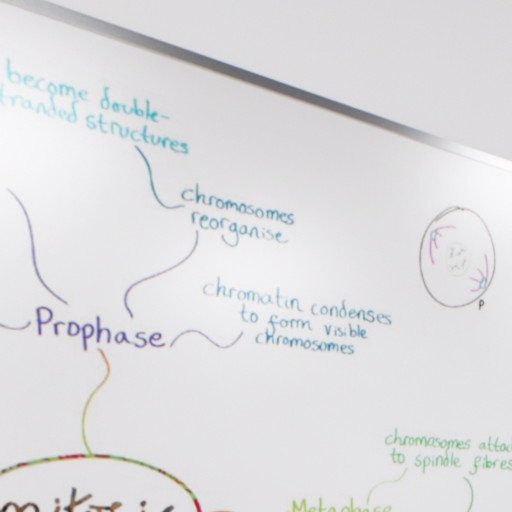 become double-
stranded structures
chromosomes
reorganise
chromatin condenses
to form visible
chromosomes
Prophase
P
chromosomes attac
to spindle fibres
Metaphase
mitosis